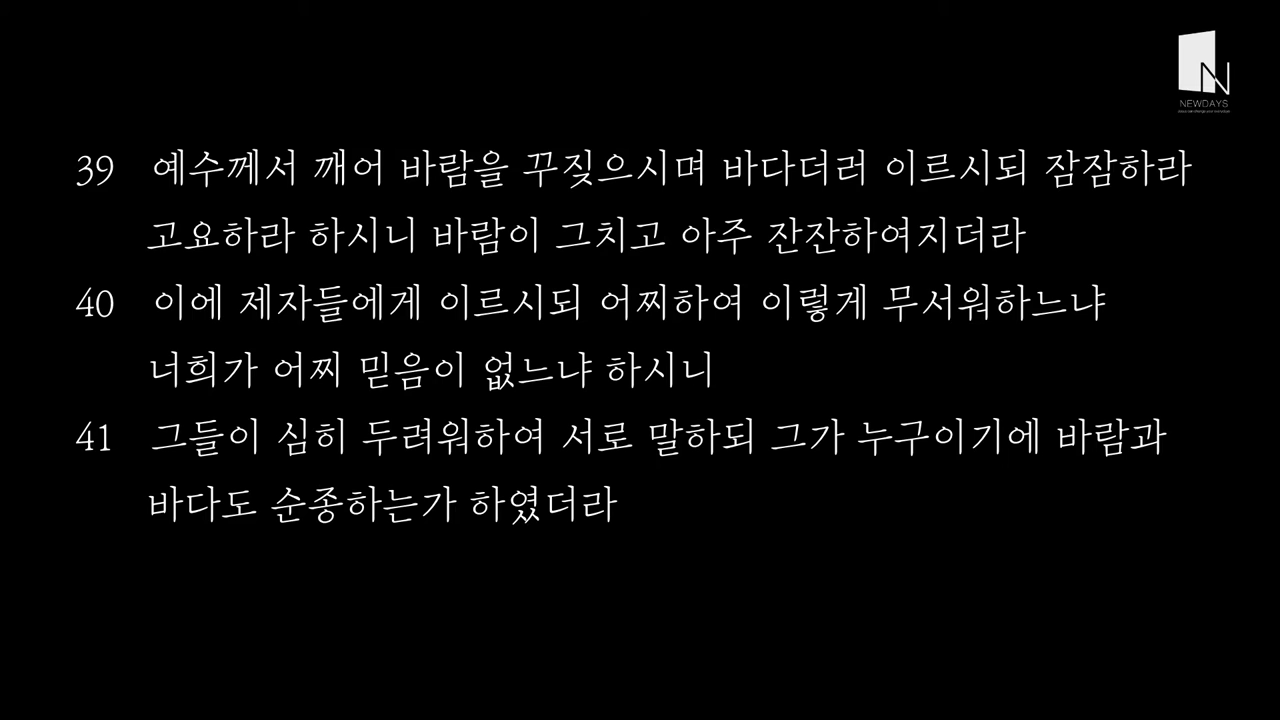 NEWDAYS
39 예수께서 깨어 바람을 꾸짖으시며 바다더러 이르시되 잠잠하라
고요하라 하시니 바람이 그치고 아주 잔잔하여지더라
40 이에 제자들에게 이르시되 어찌하여 이렇게 무서워하느냐
너희가 어찌 믿음이 없느냐 하시니
41 그들이 심히 두려워하여 서로 말하되 그가 누구이기에 바람과
바다도 순종하는가 하였더라